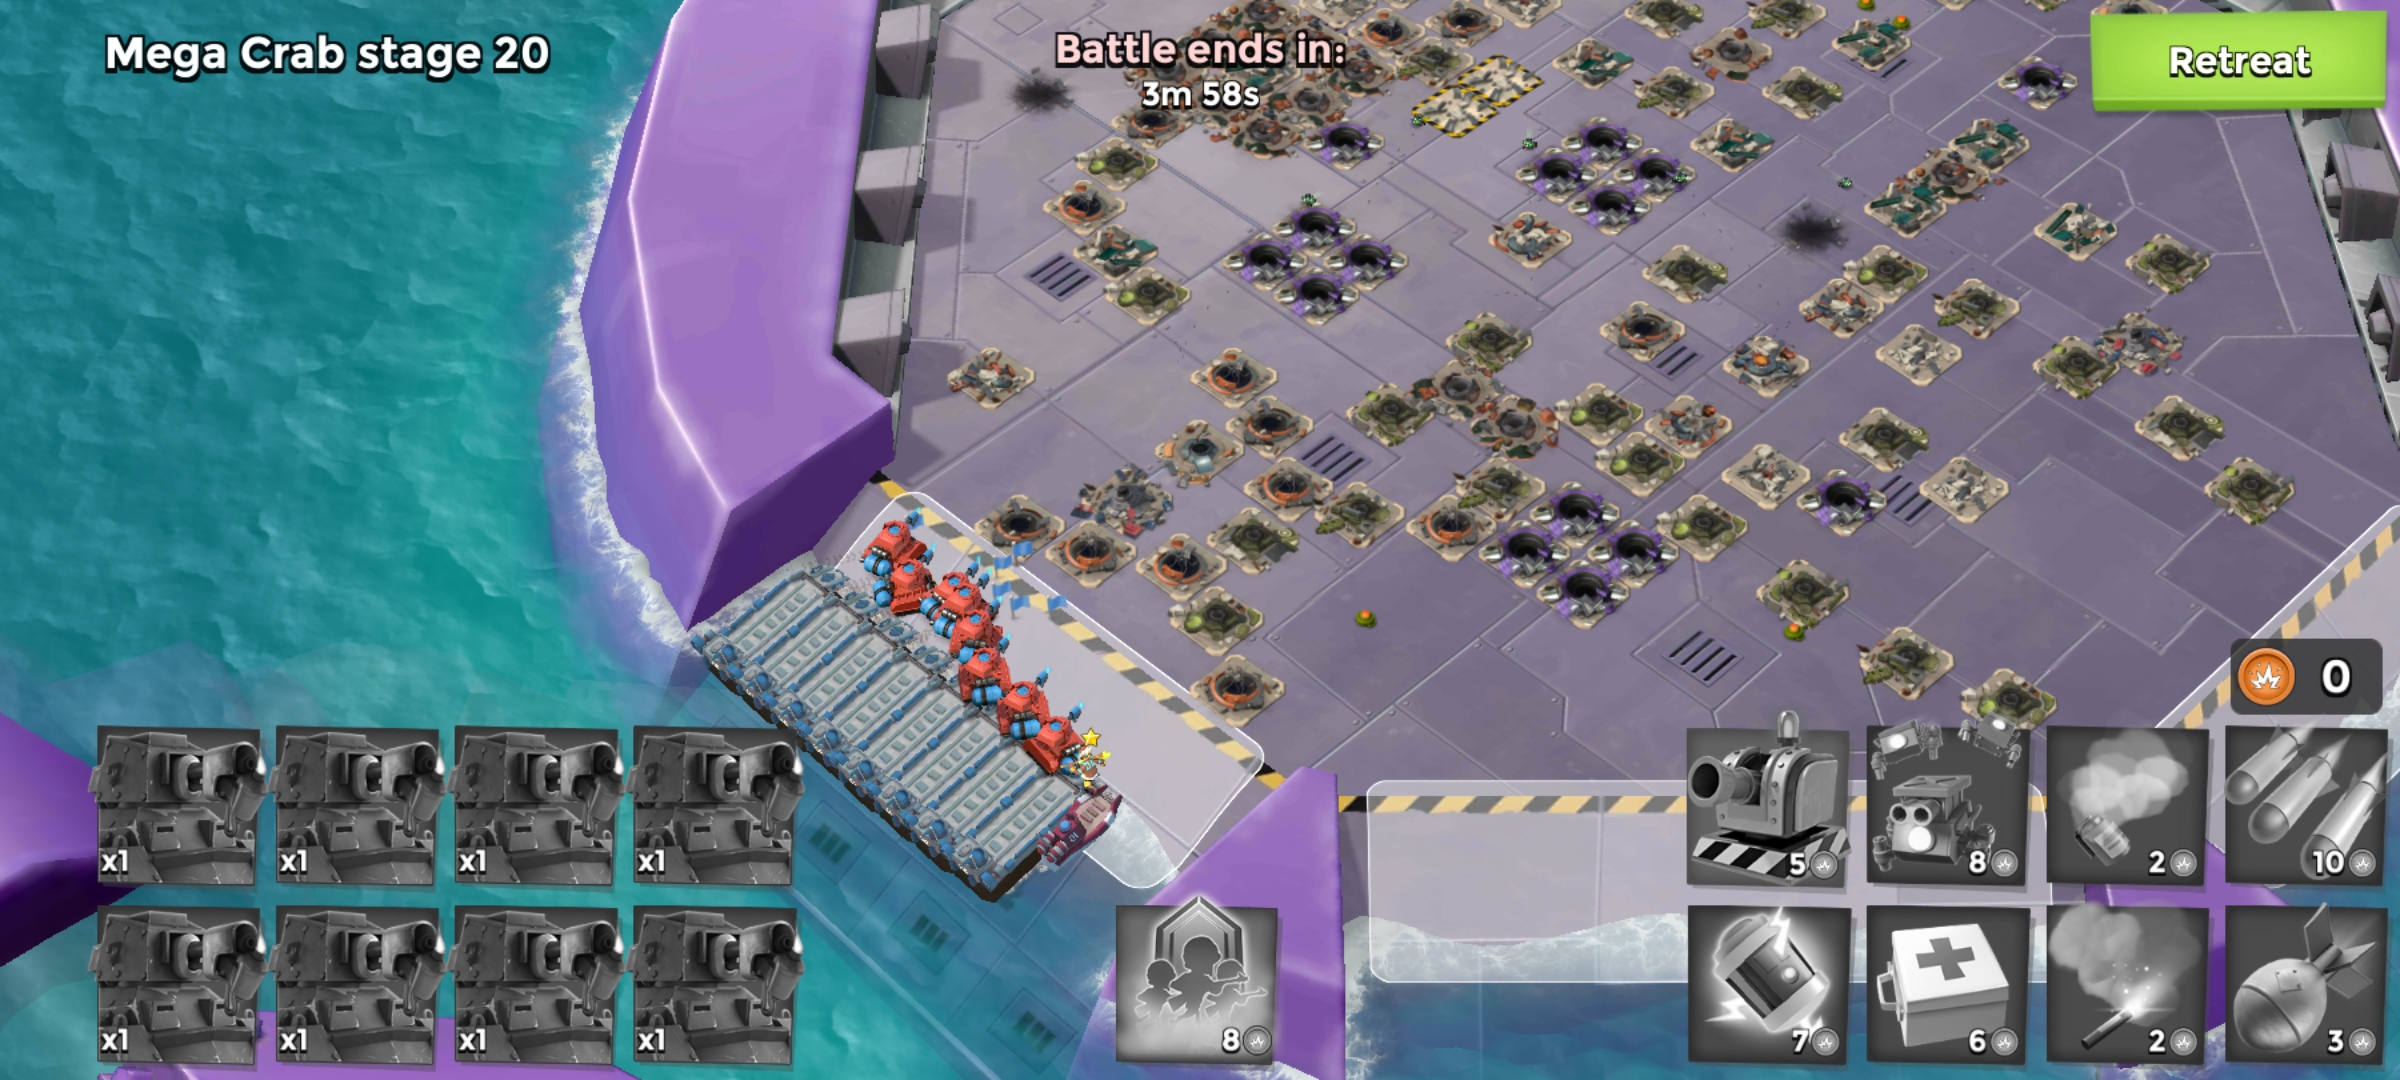 Mega Crab stage 20
Battle ends in:
3m 58s
Retreat
0
x1
x1
x1
x1
5
8
2
10
x1
x1
x1
x1
8
7
6
2
3